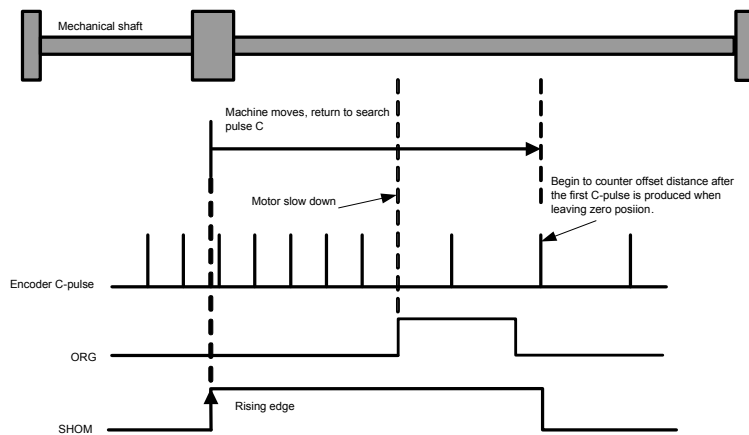 Mechanical shaft
Machine moves, return to search
pulse C
Motor slow down
Begin to counter offset distance after
the first C-pulse is produced when
leaving zero posiion.
Encoder C-pulse
ORG
Rising edge
SHOM